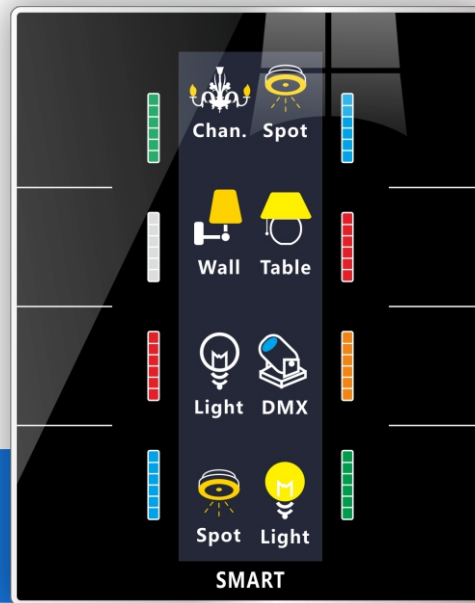 Chan. Spot
Wall Table
Light DMX
Spot Light
SMART